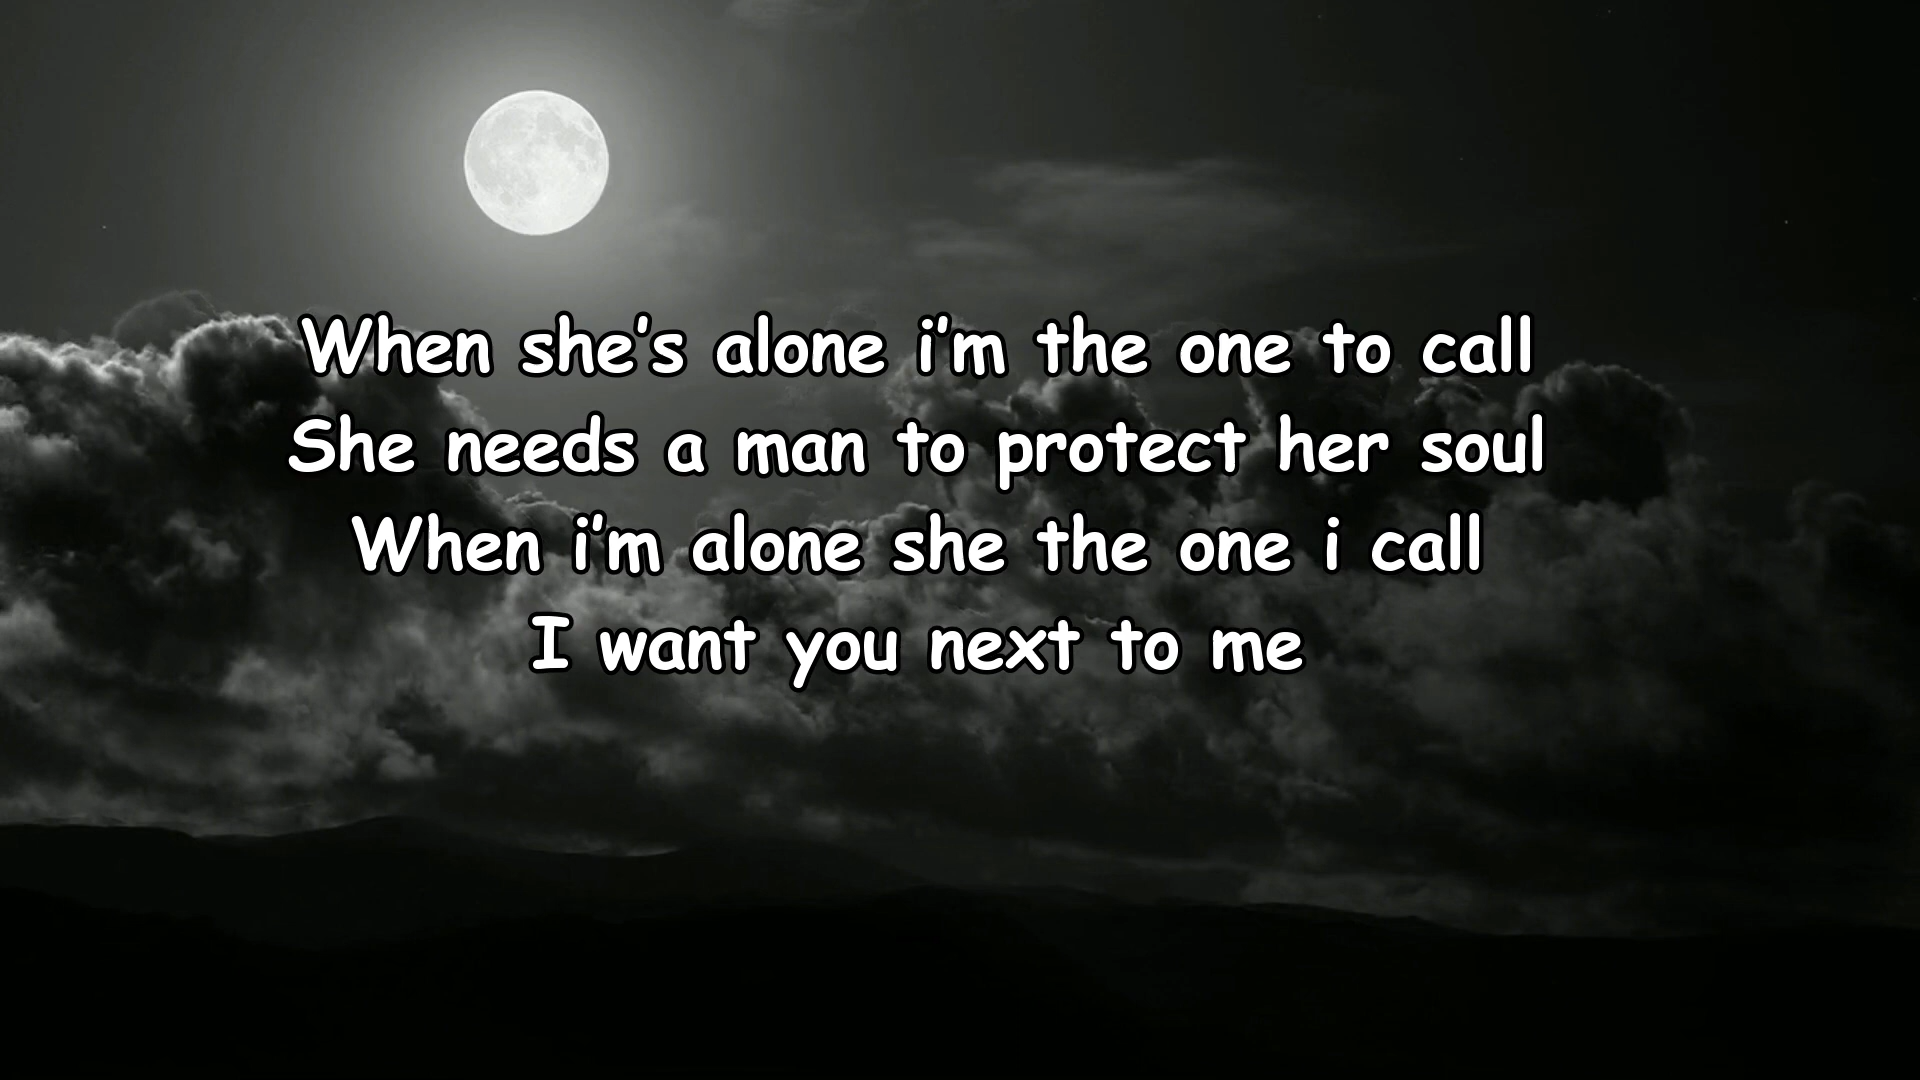 When she's alone i'm the one to call
She needs a man to protect her soul
When i'm alone she the one i call
I want you next to me